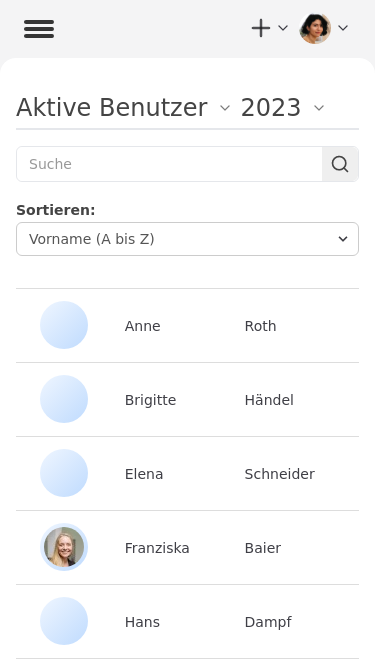 Aktive Benutzer 2023
Suche
Sortieren:
Vorname (A bis Z)
Anne Roth
Brigitte Händel
Elena Schneider
Franziska Baier
Hans Dampf